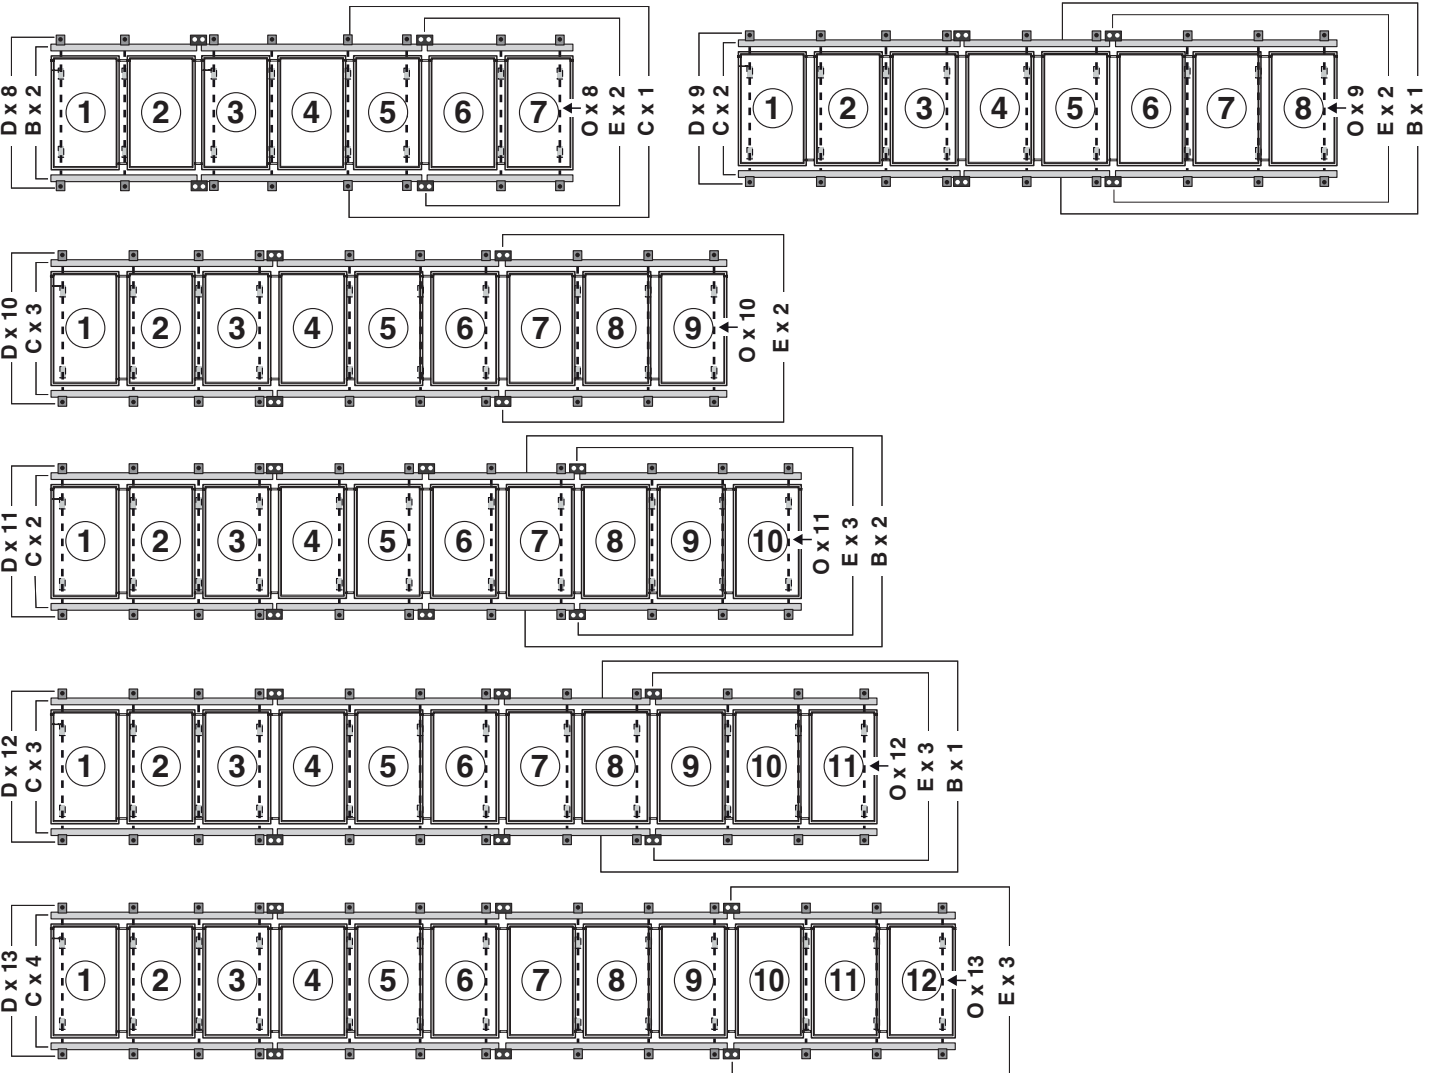 D x 8
B x 2
1 2 3 4 5 6 7
O x 8
E x 2
C x 1
D x 9
C x 2
1 2 3 4 5 6 7 8
O x 9
E x 2
B x 1
D x 10
C x 3
1 2 3 4 5 6 7 8 9
O x 10
E x 2
D x 11
C x 2
1 2 3 4 5 6 7 8 9 10
O x 11
E x 3
B x 2
D x 12
C x 3
1 2 3 4 5 6 7 8 9 10 11
O x 12
E x 3
B x 1
D x 13
C x 4
1 2 3 4 5 6 7 8 9 10 11 12
O x 13
E x 3